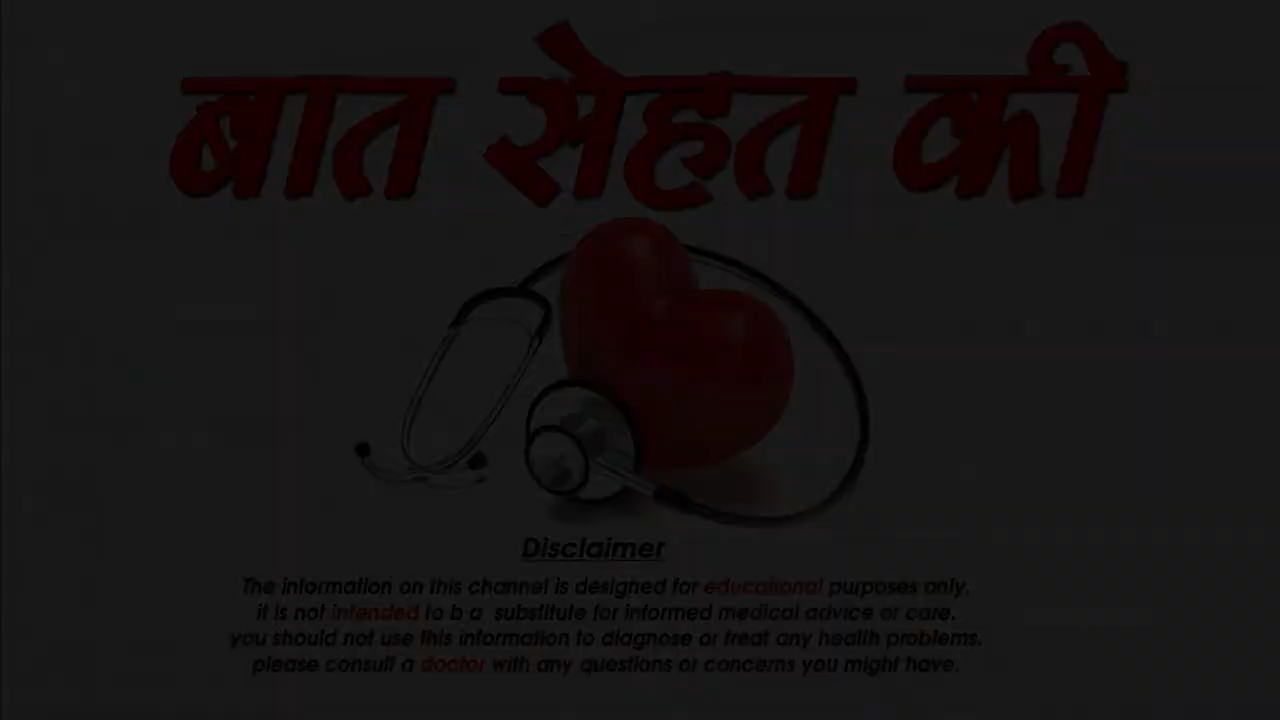 बात सेहत की
Disclaimer
The information on this channel is designed for educational purposes only.
it is not intended to b a substitute for informed medical advice or care.
you should not use this information to diagnose or treat any health problems.
please consult a doctor with any questions or concerns you might have.